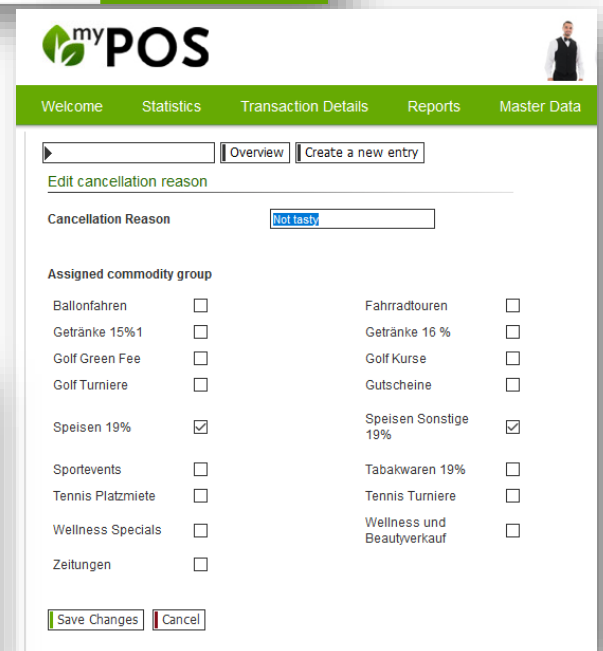 myPOS
Welcome Statistics Transaction Details Reports Master Data
Overview Create a new entry
Edit cancellation reason
Cancellation Reason Not tasty
Assigned commodity group
Ballonfahren Fahrradtouren
Getränke 15%1 Getränke 16 %
Golf Green Fee Golf Kurse
Golf Turniere Gutscheine
Speisen 19% Speisen Sonstige
19%
Sportevents Tabakwaren 19%
Tennis Platzmiete Tennis Turniere
Wellness Specials Wellness und
Beautyverkauf
Zeitungen
Save Changes Cancel